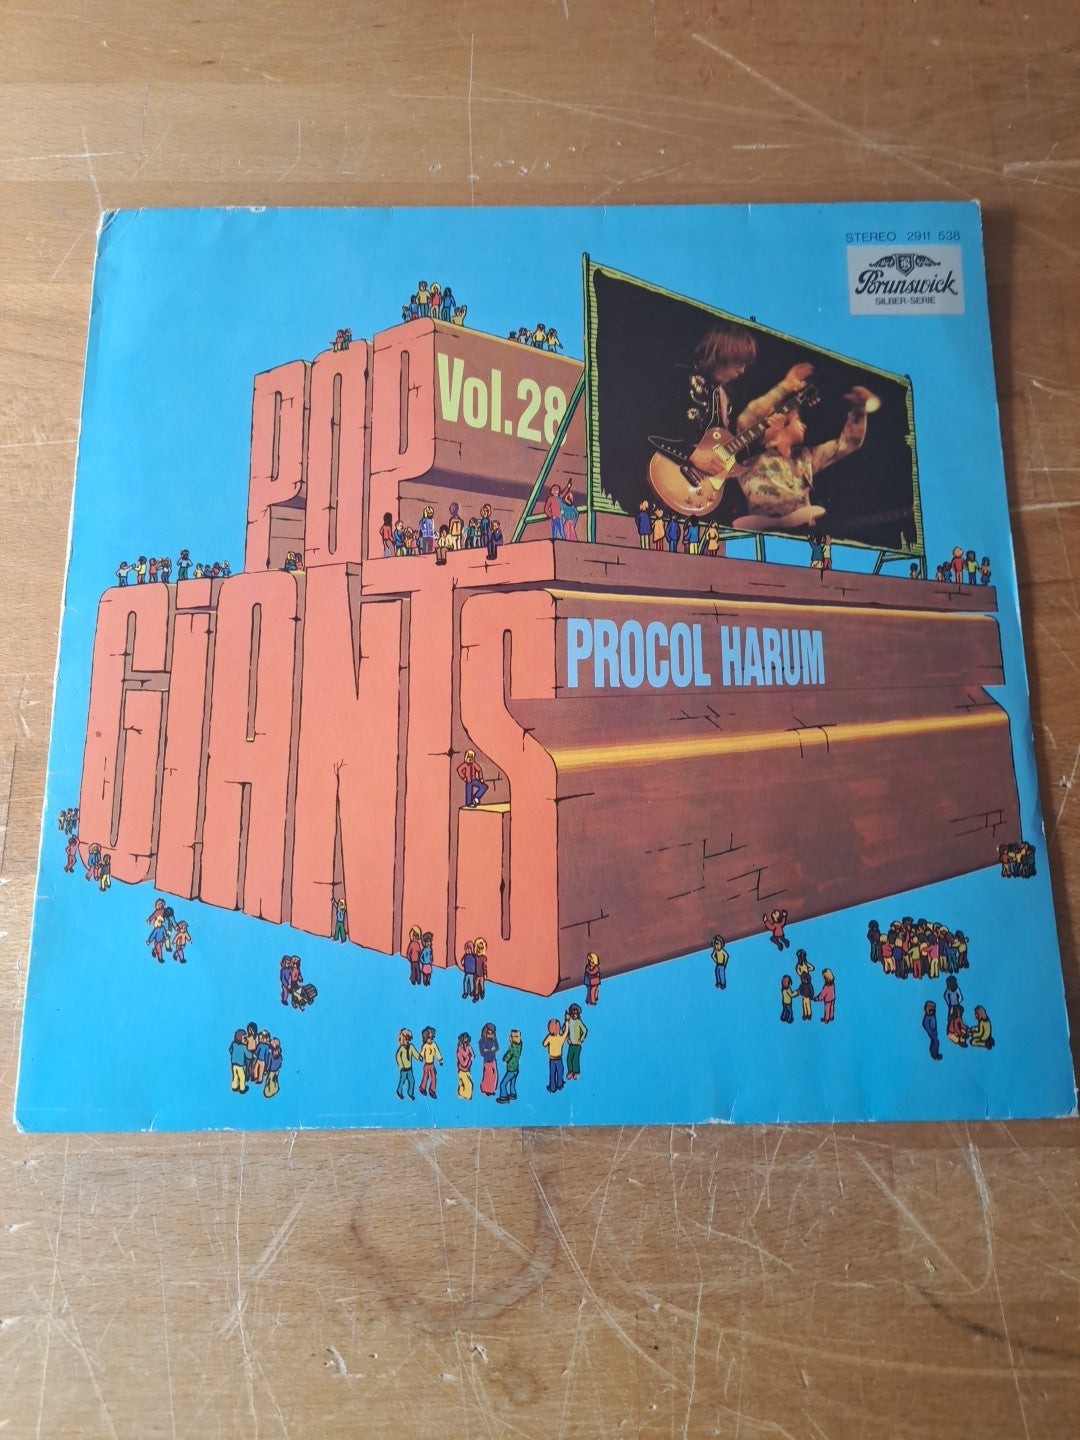 STEREO 2911 538
Brunswick
SILBER-SERIE
POP
Vol.28
GIANTS
PROCOL HARUM